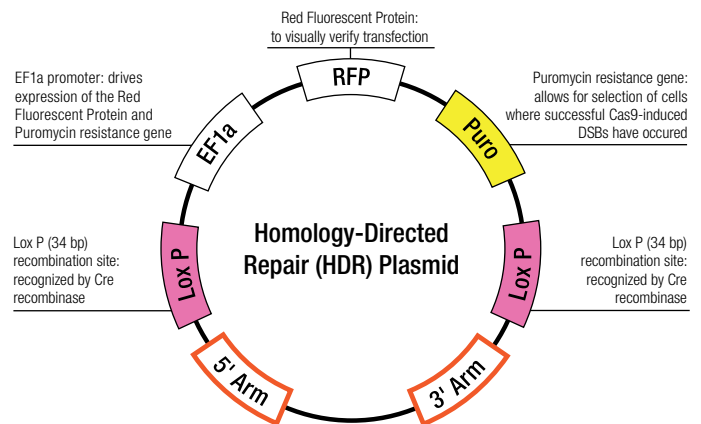 Red Fluorescent Protein:
to visually verify transfection
RFP
EF1a promoter: drives
expression of the Red
Fluorescent Protein and
Puromycin resistance gene
EF1a
Puromycin resistance gene:
allows for selection of cells
where successful Cas9-induced
DSBs have occured
Puro
Homology-Directed
Repair (HDR) Plasmid
Lox P (34 bp)
recombination site:
recognized by Cre
recombinase
Lox P
Lox P
Lox P (34 bp)
recombination site:
recognized by Cre
recombinase
5' Arm
3' Arm